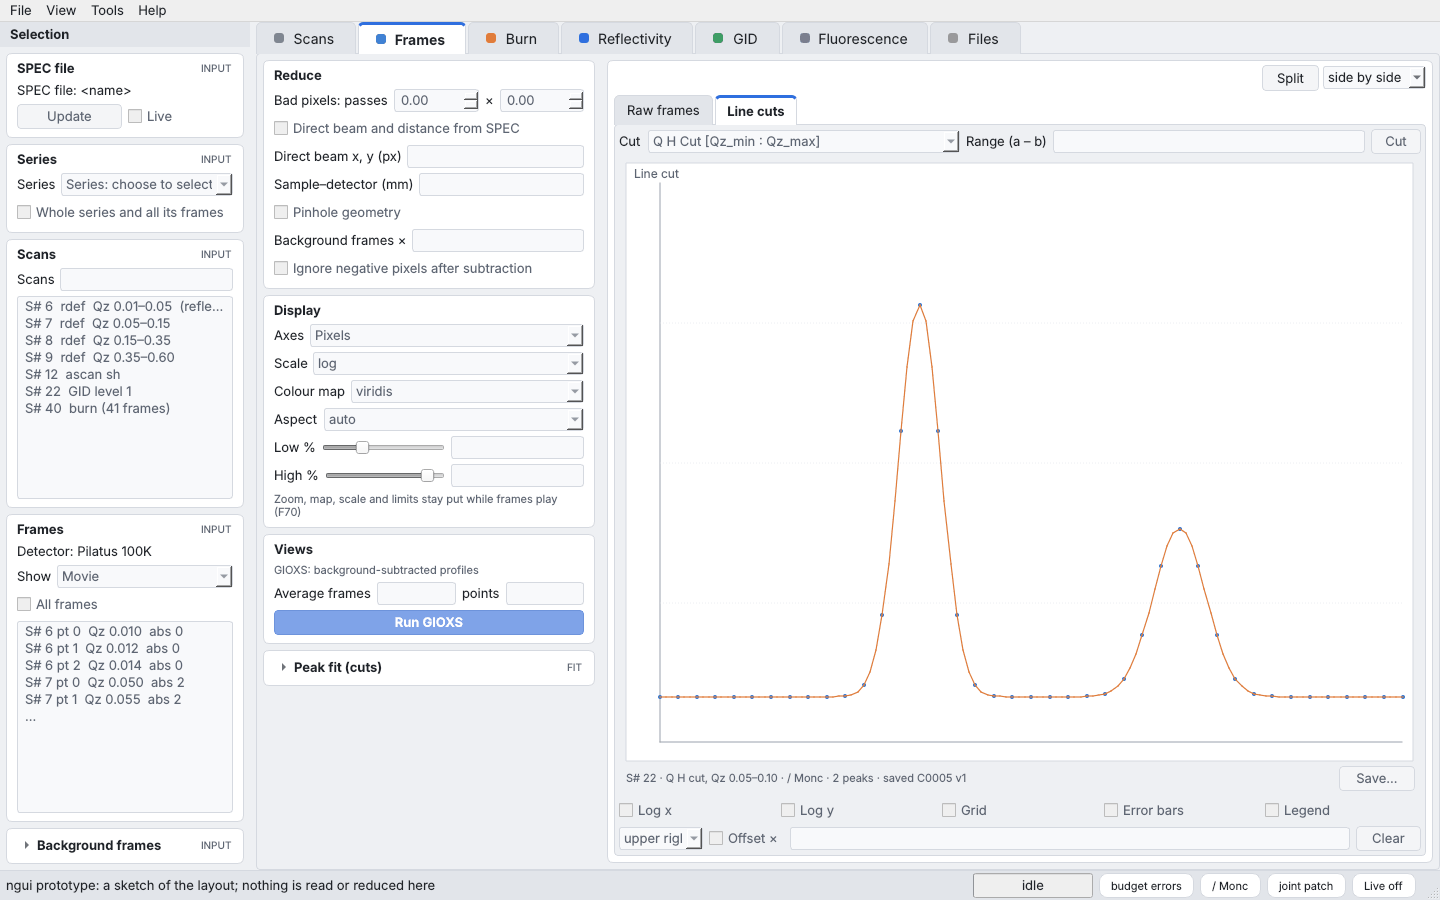 File View Tools Help
Selection
SPEC file INPUT
SPEC file: <name>
Update Live
Series INPUT
Series Series: choose to select
Whole series and all its frames
Scans INPUT
Scans
S# 6 rdef Qz 0.01–0.05 (refle...
S# 7 rdef Qz 0.05–0.15
S# 8 rdef Qz 0.15–0.35
S# 9 rdef Qz 0.35–0.60
S# 12 ascan sh
S# 22 GID level 1
S# 40 burn (41 frames)
Frames INPUT
Detector: Pilatus 100K
Show Movie
All frames
S# 6 pt 0 Qz 0.010 abs 0
S# 6 pt 1 Qz 0.012 abs 0
S# 6 pt 2 Qz 0.014 abs 0
S# 7 pt 0 Qz 0.050 abs 2
S# 7 pt 1 Qz 0.055 abs 2
...
Background frames INPUT
Scans Frames Burn Reflectivity GID Fluorescence Files
Reduce
Bad pixels: passes 0.00 × 0.00
Direct beam and distance from SPEC
Direct beam x, y (px)
Sample–detector (mm)
Pinhole geometry
Background frames ×
Ignore negative pixels after subtraction
Display
Axes Pixels
Scale log
Colour map viridis
Aspect auto
Low %
High %
Zoom, map, scale and limits stay put while frames play
(F70)
Views
GIOXS: background-subtracted profiles
Average frames points
Run GIOXS
Peak fit (cuts) FIT
Split side by side
Raw frames Line cuts
Cut Q H Cut [Qz_min : Qz_max] Range (a – b) Cut
Line cut
S# 22 · Q H cut, Qz 0.05–0.10 · / Monc · 2 peaks · saved C0005 v1 Save...
Log x Log y Grid Error bars Legend
upper rigl Offset × Clear
ngui prototype: a sketch of the layout; nothing is read or reduced here idle budget errors / Monc joint patch Live off